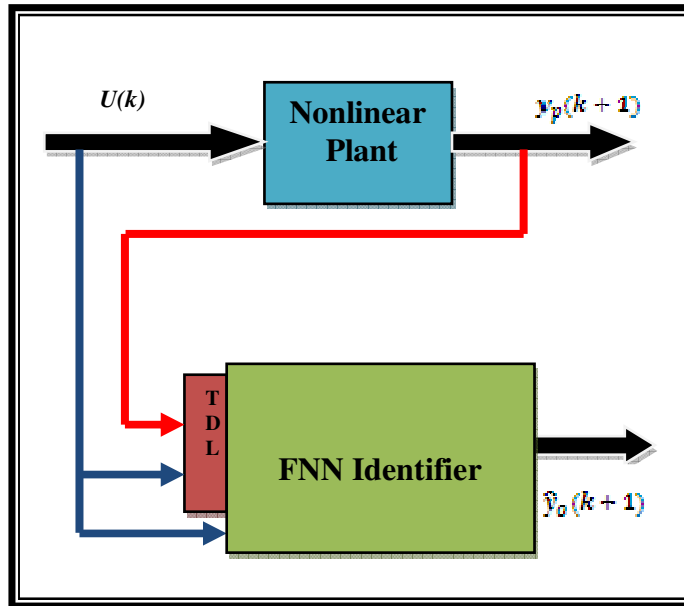 U(k)
Nonlinear
Plant
y_p(k + 1)
T
D
L
FNN Identifier
ŷ_o(k + 1)